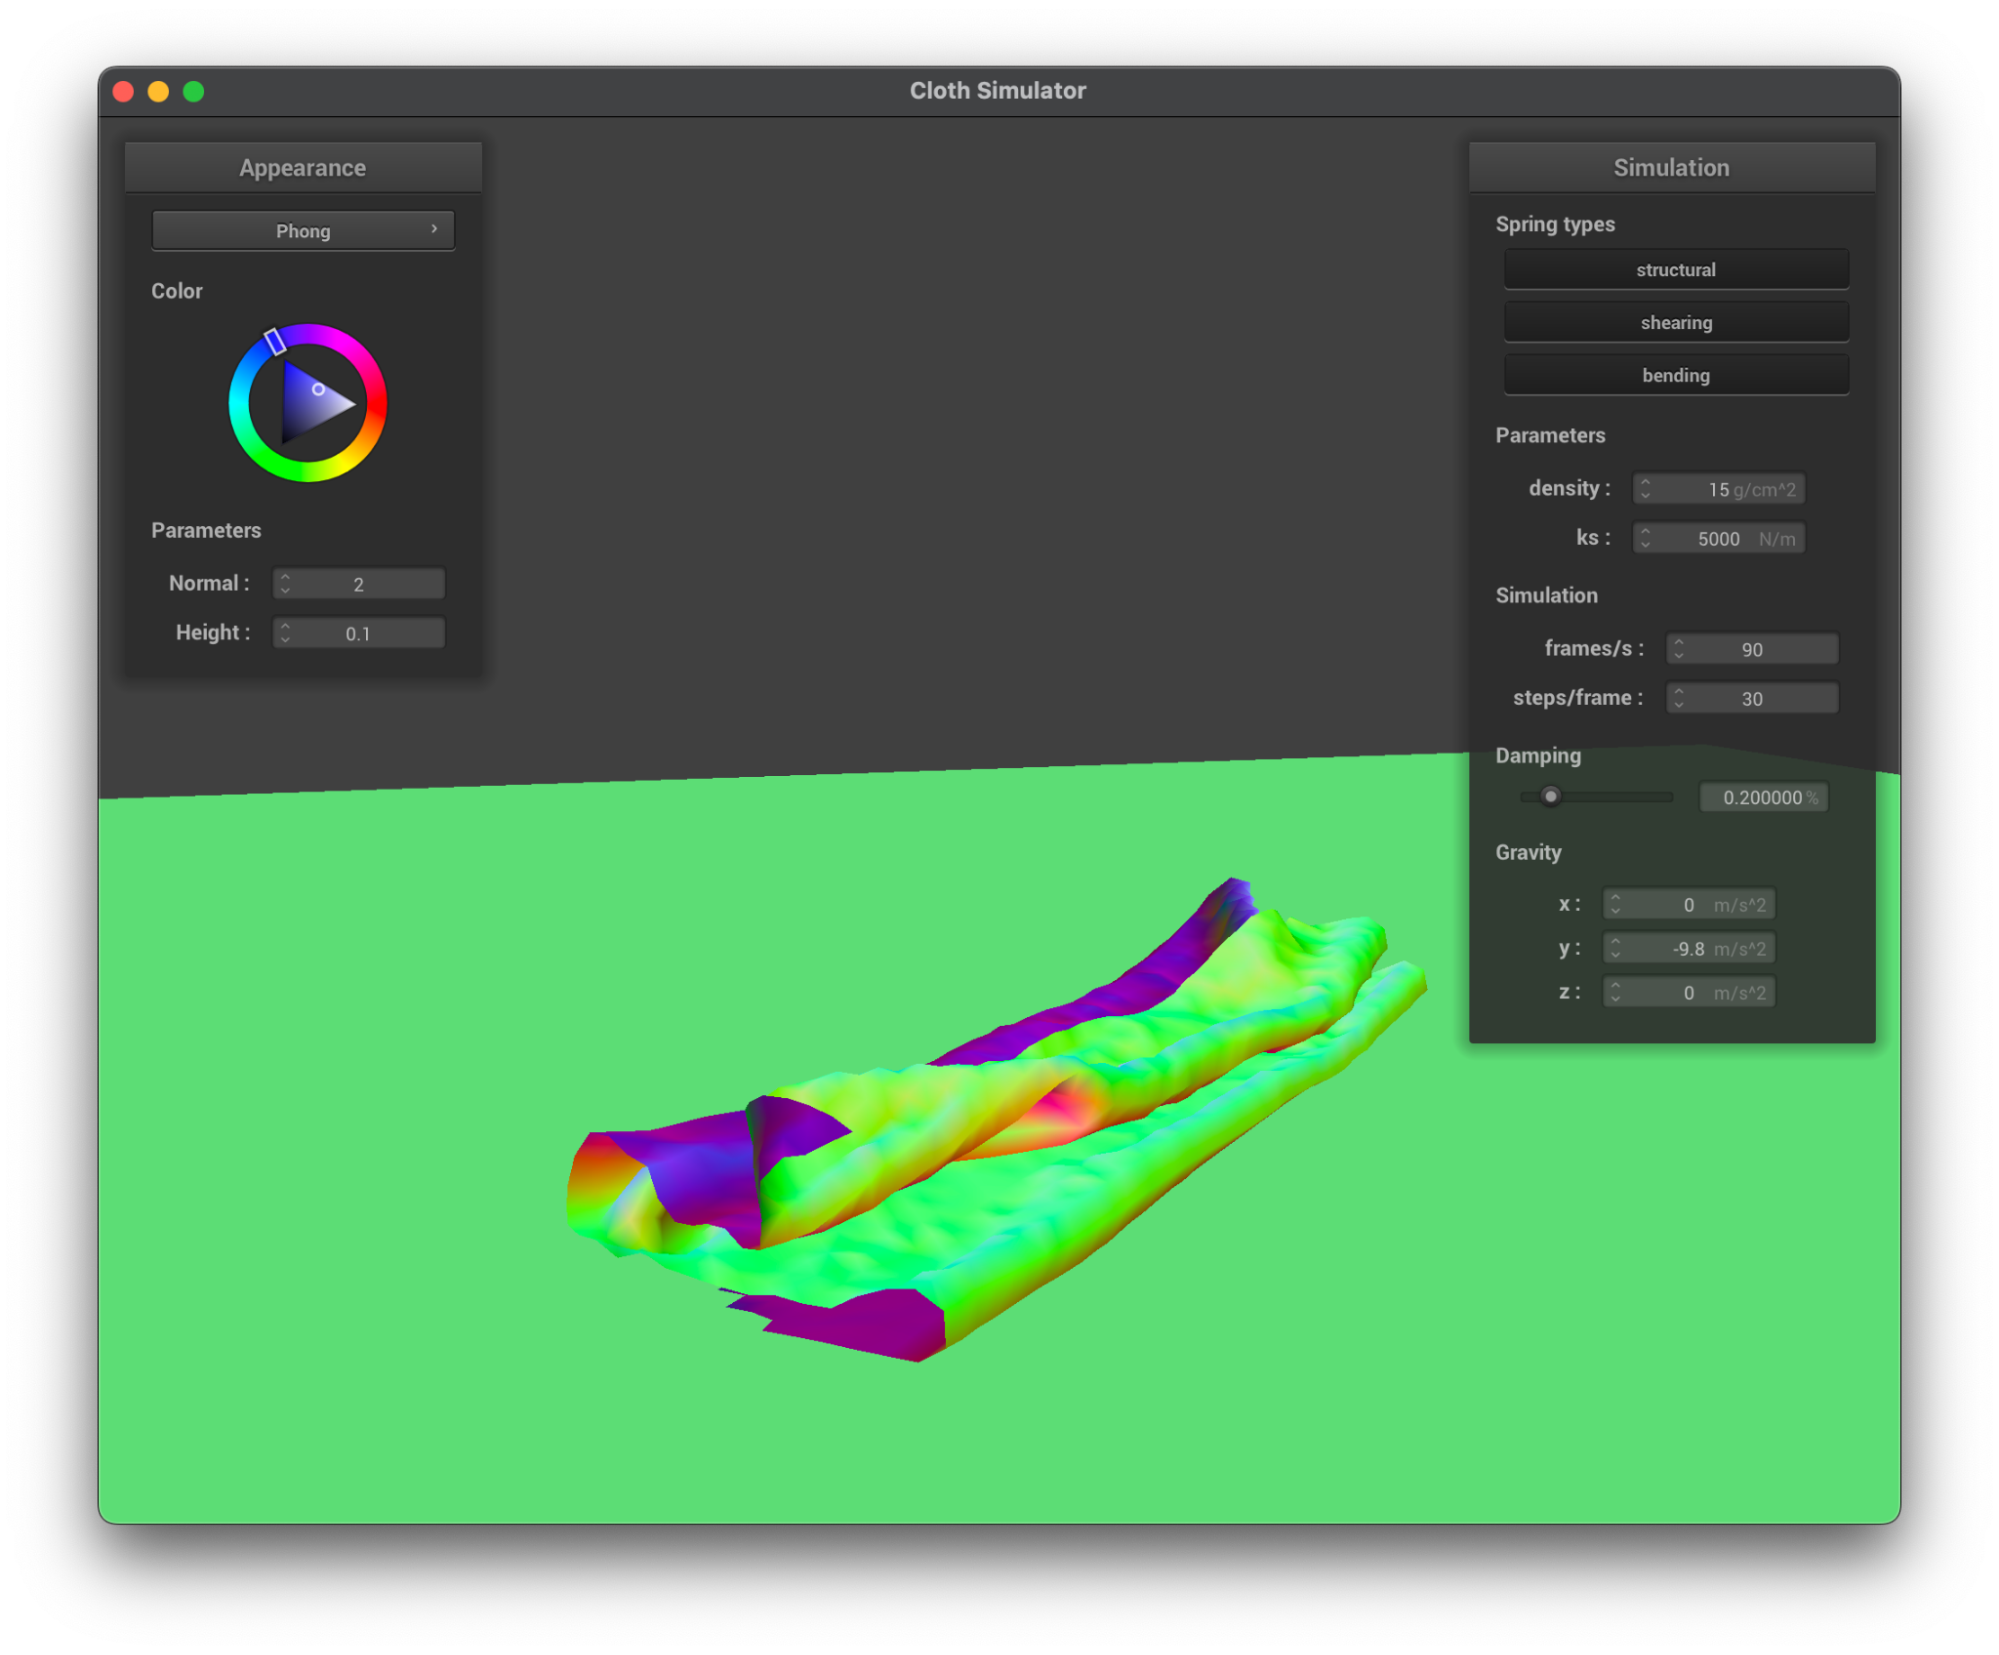 Cloth Simulator
Appearance
Phong
Color
Parameters
Normal : 2
Height : 0.1
Simulation
Spring types
structural
shearing
bending
Parameters
density : 15 g/cm^2
ks : 5000 N/m
Simulation
frames/s : 90
steps/frame : 30
Damping
0.200000 %
Gravity
x : 0 m/s^2
y : -9.8 m/s^2
z : 0 m/s^2